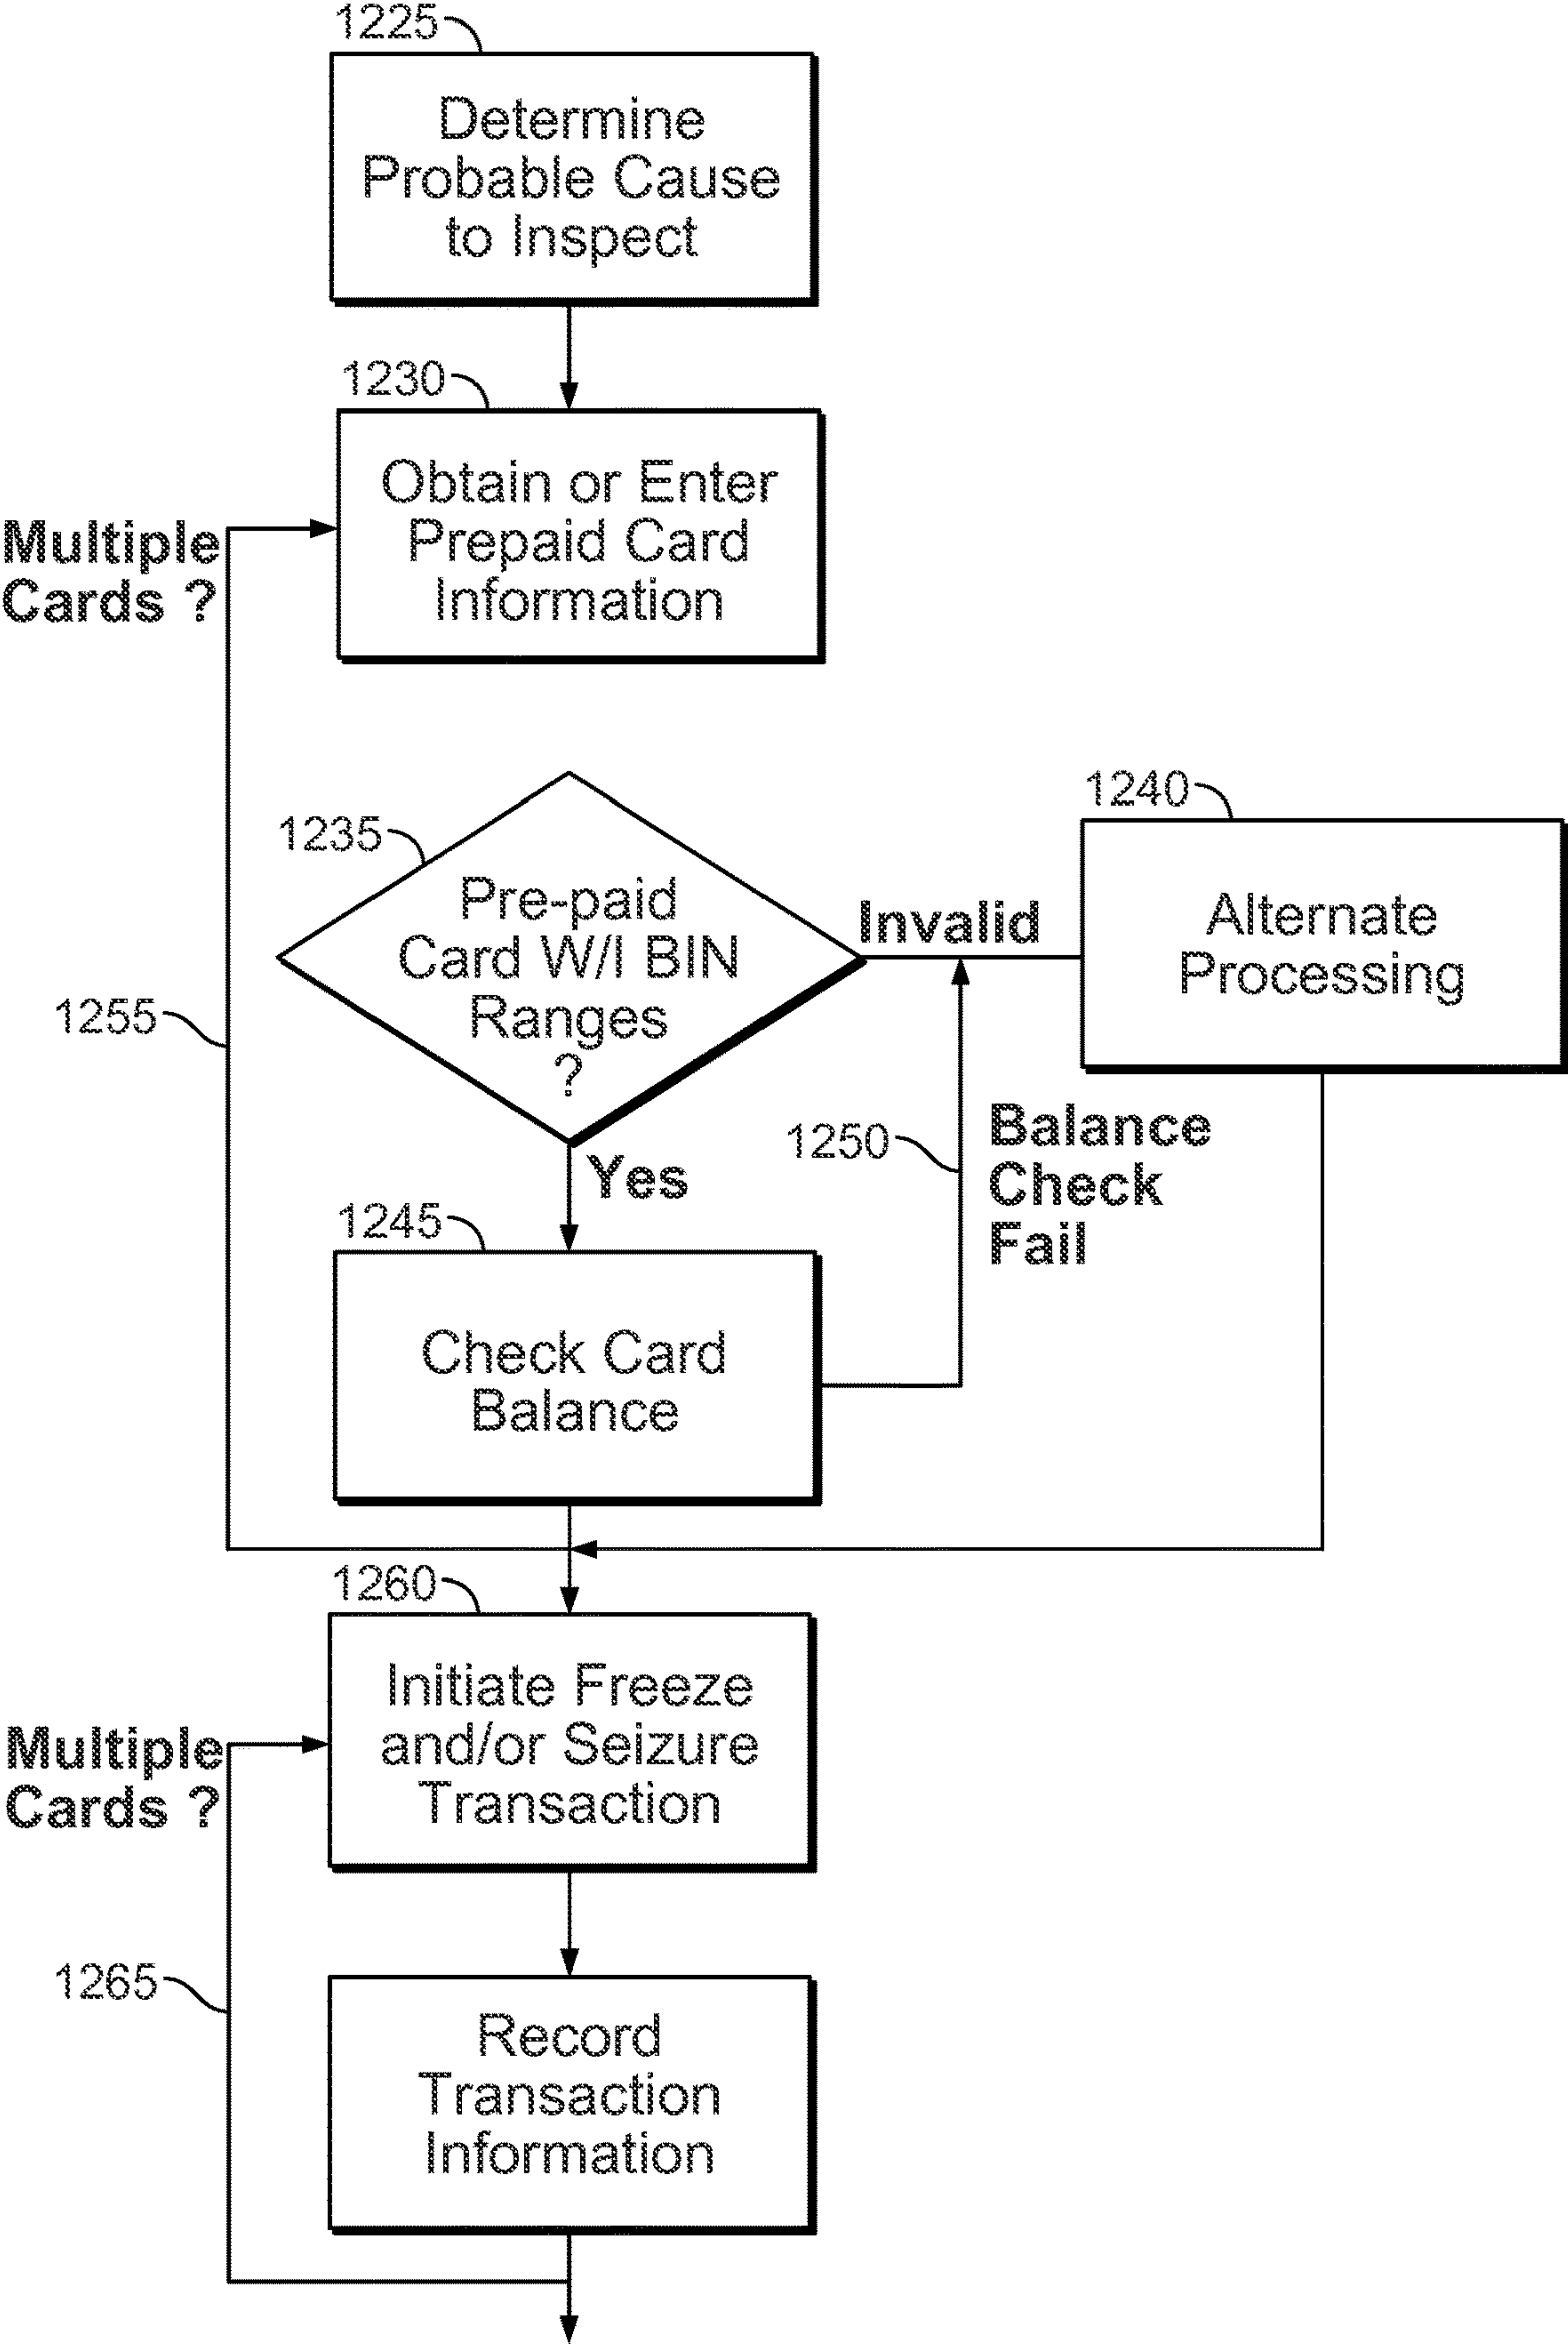 1225
Determine
Probable Cause
to Inspect
1230
Obtain or Enter
Prepaid Card
Information
Multiple
Cards ?
1235
Pre-paid
Card W/I BIN
Ranges
?
Invalid
1240
Alternate
Processing
1255
Yes
1250
Balance
Check
Fail
1245
Check Card
Balance
1260
Initiate Freeze
and/or Seizure
Transaction
Multiple
Cards ?
1265
Record
Transaction
Information